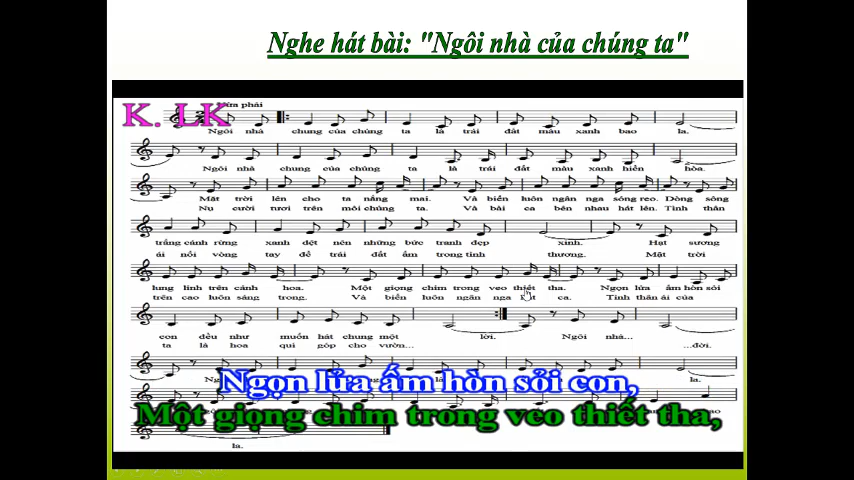 Nghe hát bài: "Ngôi nhà của chúng ta"
K. LK
Vừa phải
Ngôi nhà chung của chúng ta là trái đất màu xanh bao la.
Ngôi nhà chung của chúng ta là trái đất màu xanh hiền hòa.
Mặt trời lên cho ta nắng mai. Và biển luôn ngân nga sóng reo. Dòng sông
Nụ cười tươi trên môi chúng ta. Và bài ca bên nhau hát lên. Tình thân
trắng cánh rừng xanh dệt nên những bức tranh đẹp xinh. Hạt sương
ái nối vòng tay để trái đất ấm trong tình thương. Mặt trời
lung linh trên cành hoa. Một giọng chim trong veo thiết tha. Ngọn lửa ấm hòn sỏi
trên cao luôn sáng trong. Và biển luôn ngân nga ca. Tình thân ái của
con đều như muốn hát chung một lời. Ngôi nhà...
ta là hoa quí góp cho vườn... ...đời.
la.
Ngọn lửa ấm hòn sỏi con,
Một giọng chim trong veo thiết tha,
la.